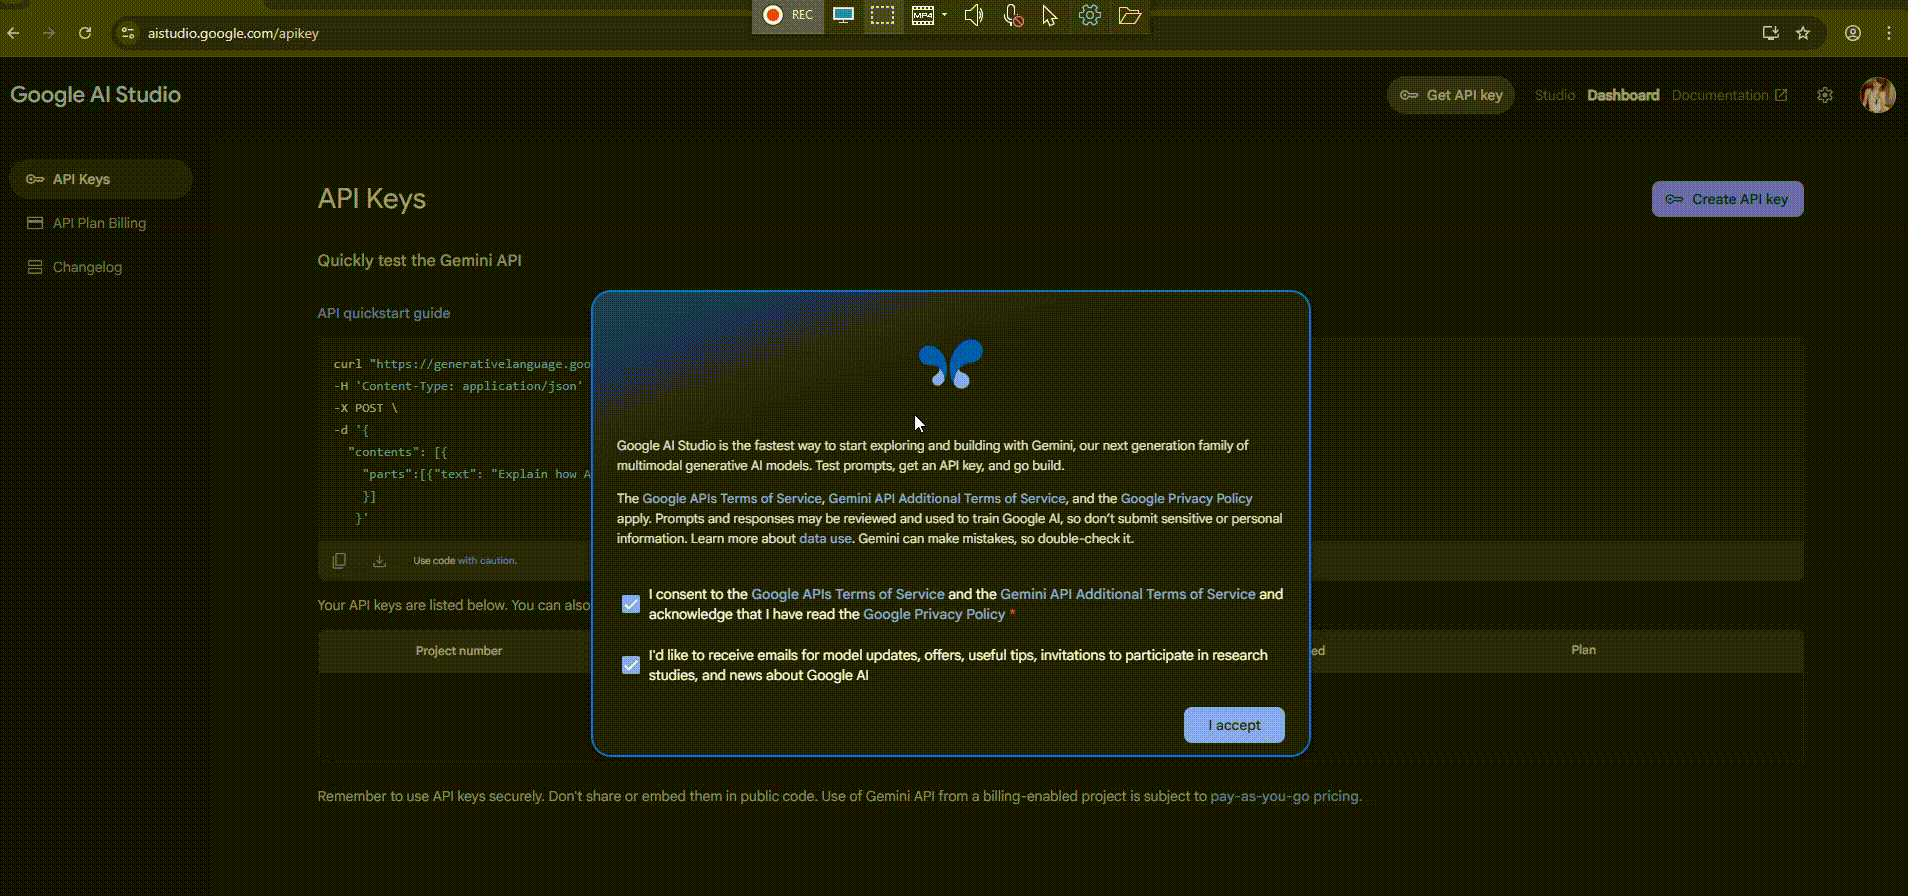 REC
MP4
aistudio.google.com/apikey
Google AI Studio
Get API key
Studio
Dashboard
Documentation
API Keys
API Plan Billing
Changelog
API Keys
Create API key
Quickly test the Gemini API
API quickstart guide
curl "https://generativelanguage.goo
-H 'Content-Type: application/json'
-X POST \
-d '{
"contents": [{
"parts":[{"text": "Explain how A
}]
}'
Use code with caution.
Your API keys are listed below. You can also
Project number
ed
Plan
Google AI Studio is the fastest way to start exploring and building with Gemini, our next generation family of
multimodal generative AI models. Test prompts, get an API key, and go build.
The Google APIs Terms of Service, Gemini API Additional Terms of Service, and the Google Privacy Policy
apply. Prompts and responses may be reviewed and used to train Google AI, so don’t submit sensitive or personal
information. Learn more about data use. Gemini can make mistakes, so double-check it.
I consent to the Google APIs Terms of Service and the Gemini API Additional Terms of Service and
acknowledge that I have read the Google Privacy Policy *
I'd like to receive emails for model updates, offers, useful tips, invitations to participate in research
studies, and news about Google AI
I accept
Remember to use API keys securely. Don't share or embed them in public code. Use of Gemini API from a billing-enabled project is subject to pay-as-you-go pricing.